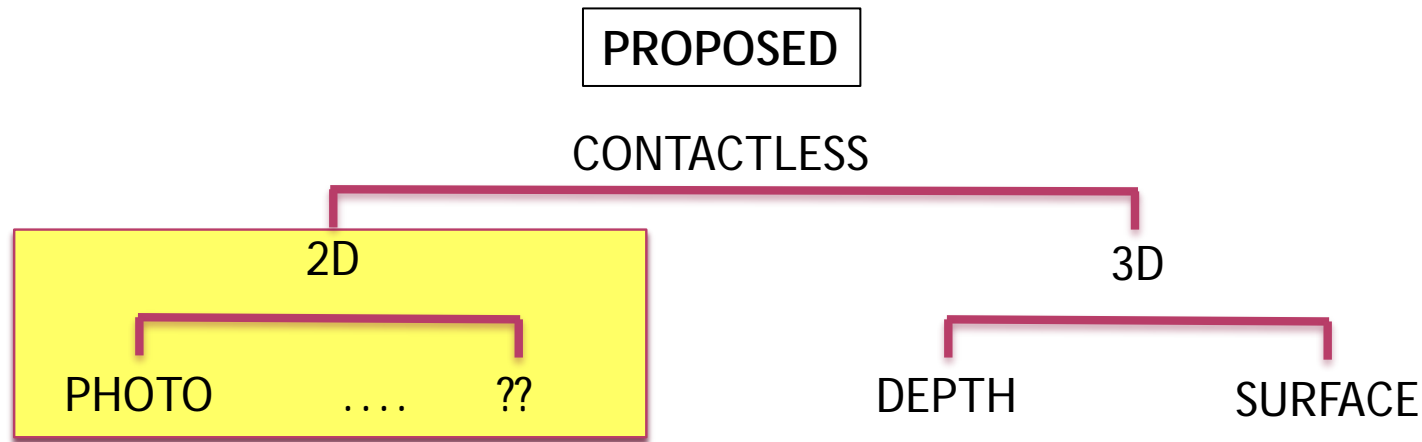 PROPOSED
CONTACTLESS
2D 3D
PHOTO .... ?? DEPTH SURFACE